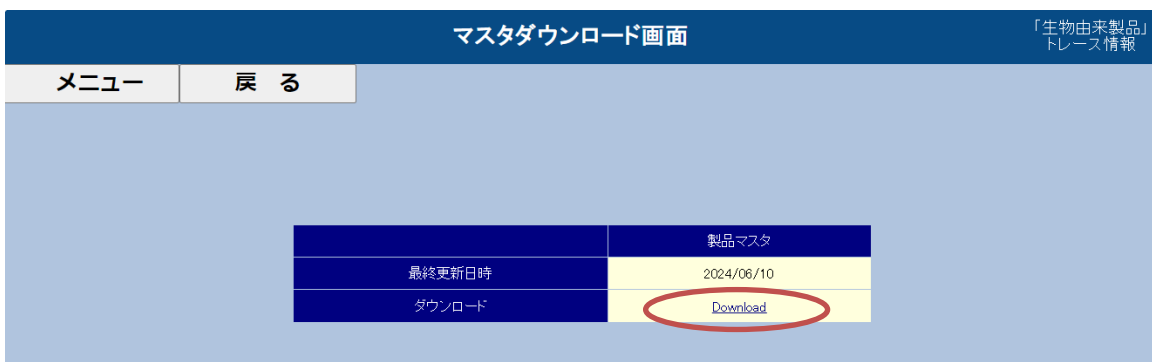 マスタダウンロード画面
「生物由来製品」
トレース情報
メニュー 戻 る
製品マスタ
最終更新日時 2024/06/10
ダウンロード Download